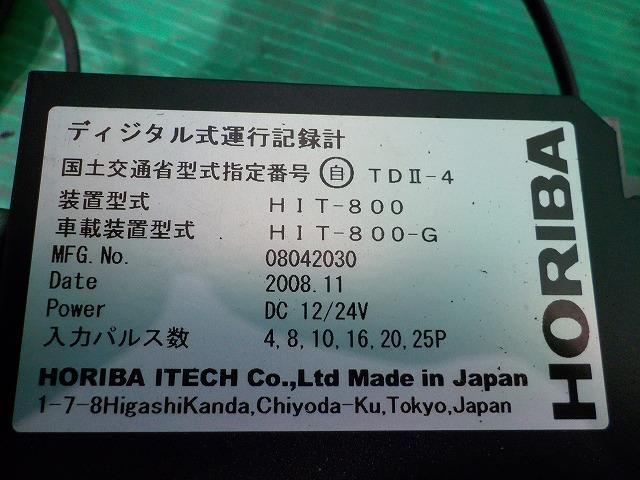 ディジタル式運行記録計
国土交通省型式指定番号 自 TDⅡ-4
装置型式 HIT-800
車載装置型式 HIT-800-G
MFG.No. 08042030
Date 2008.11
Power DC 12/24V
入力パルス数 4,8,10,16,20,25P
HORIBA ITECH Co.,Ltd Made in Japan
1-7-8HigashiKanda,Chiyoda-Ku,Tokyo,Japan
HORIBA